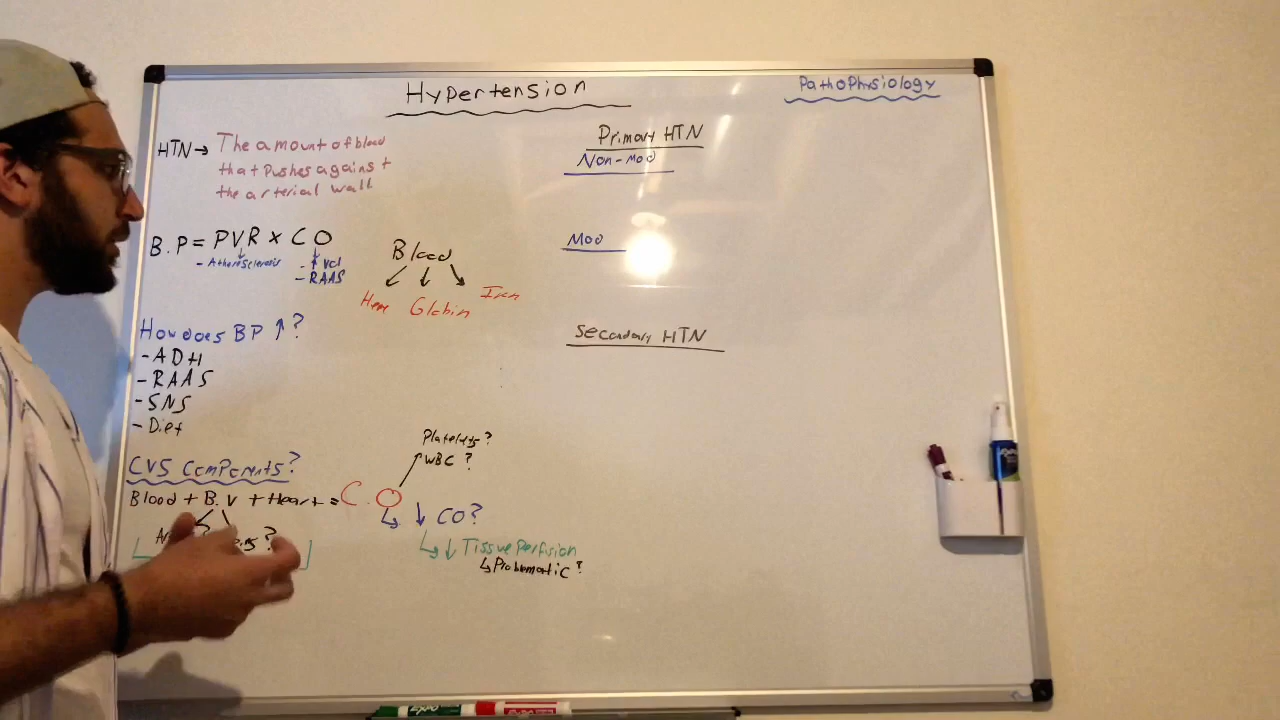 Hypertension
Pathophysiology
HTN → The amount of blood
that pushes against
the arterial wall
B.P = PVR x CO
- Atherosclerosis
- ↑ Vol
- RAAS
Blood
Heme Globin Iron
How does BP ↑?
- ADH
- RAAS
- SNS
- Diet
CVS Components?
Blood + B.V + Heart = C.O
Platelets?
WBC?
↓ CO?
↓ Tissue Perfusion
Problematic?
Primary HTN
Non-Mod
Mod
Secondary HTN
EXPO